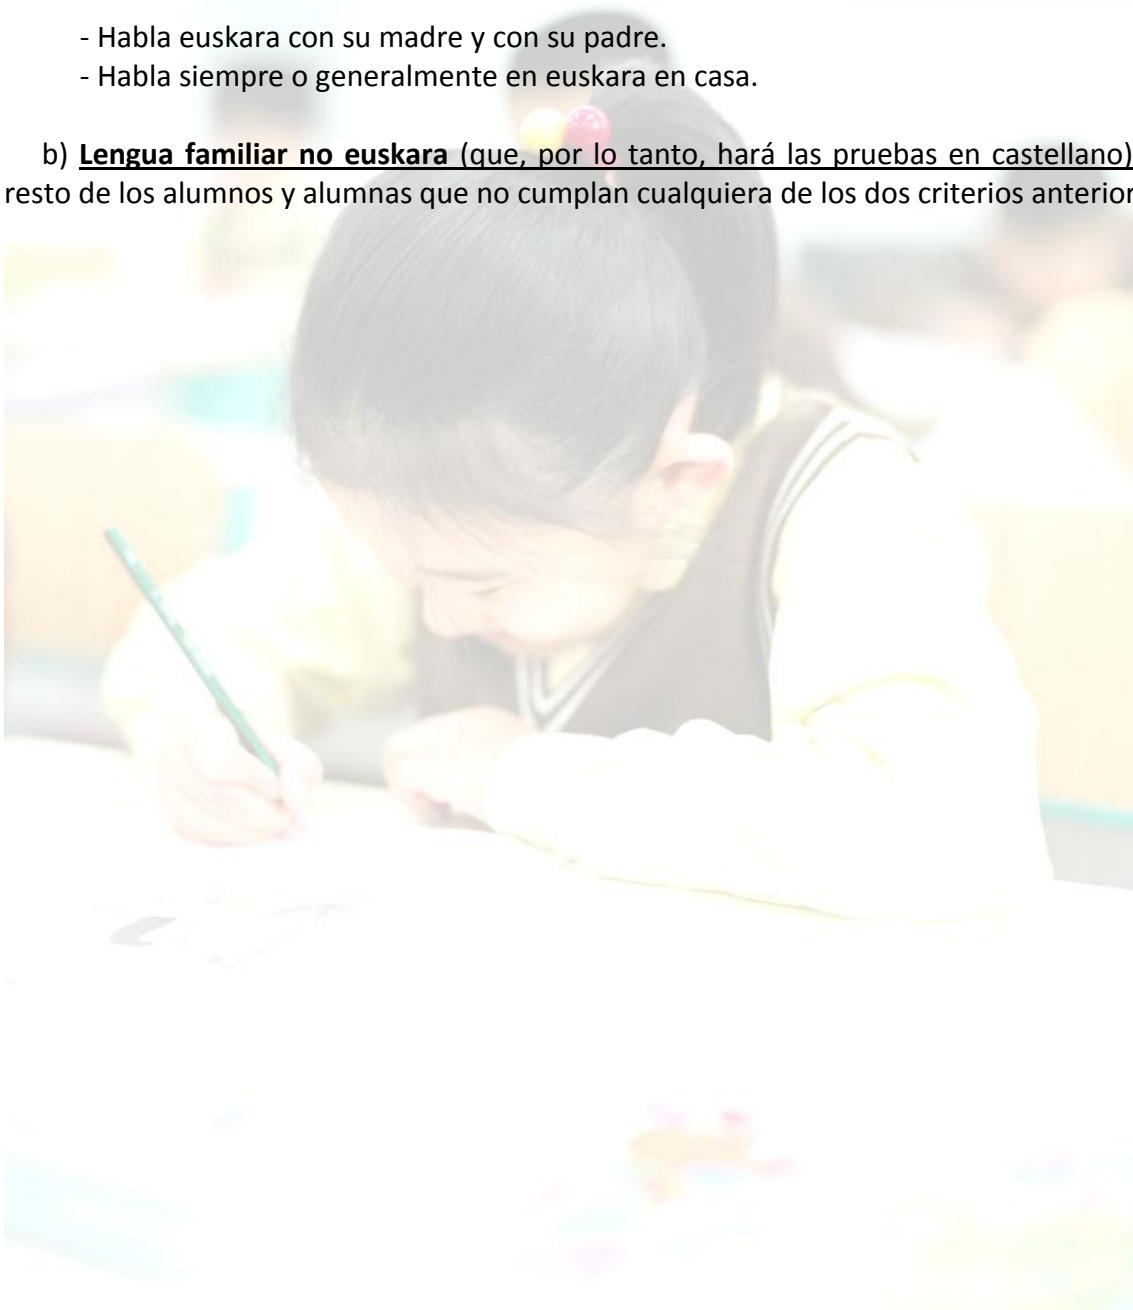 - Habla euskara con su madre y con su padre.
- Habla siempre o generalmente en euskara en casa.
b) Lengua familiar no euskara (que, por lo tanto, hará las pruebas en castellano)
resto de los alumnos y alumnas que no cumplan cualquiera de los dos criterios anterior